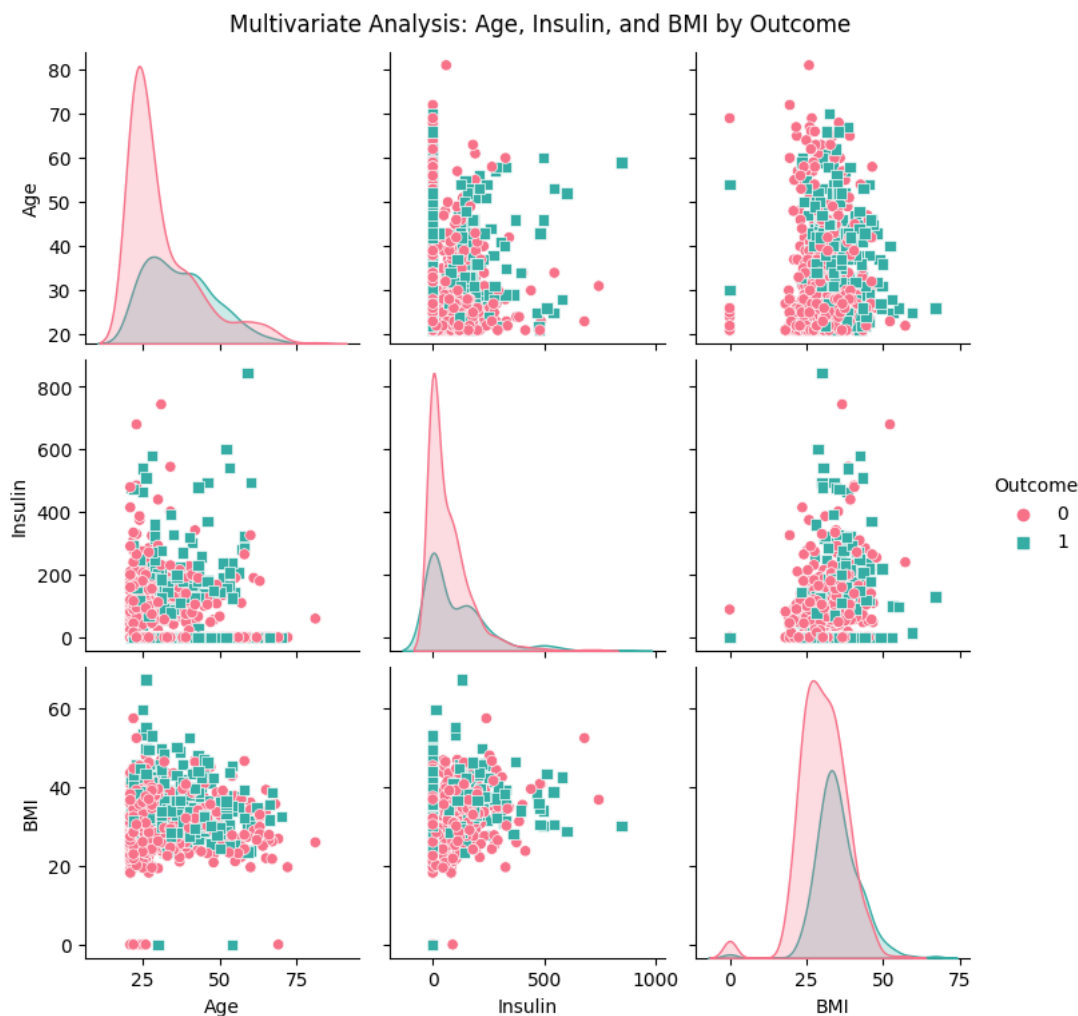 Multivariate Analysis: Age, Insulin, and BMI by Outcome
80
70
60
50
40
30
20
Age
800
600
400
200
0
Insulin
60
40
20
0
BMI
25 50 75
Age
0 500 1000
Insulin
0 25 50 75
BMI
Outcome
0
1